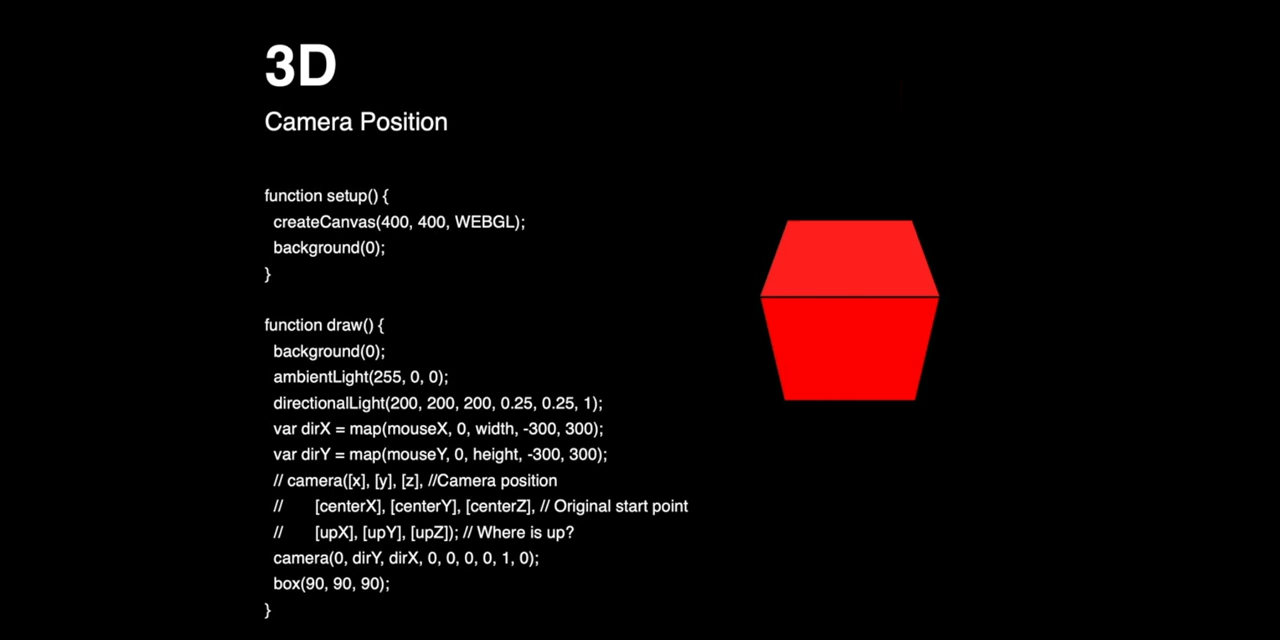 3D
Camera Position
function setup() {
createCanvas(400, 400, WEBGL);
background(0);
}
function draw() {
background(0);
ambientLight(255, 0, 0);
directionalLight(200, 200, 200, 0.25, 0.25, 1);
var dirX = map(mouseX, 0, width, -300, 300);
var dirY = map(mouseY, 0, height, -300, 300);
// camera([x], [y], [z], //Camera position
// [centerX], [centerY], [centerZ], // Original start point
// [upX], [upY], [upZ]); // Where is up?
camera(0, dirY, dirX, 0, 0, 0, 0, 1, 0);
box(90, 90, 90);
}